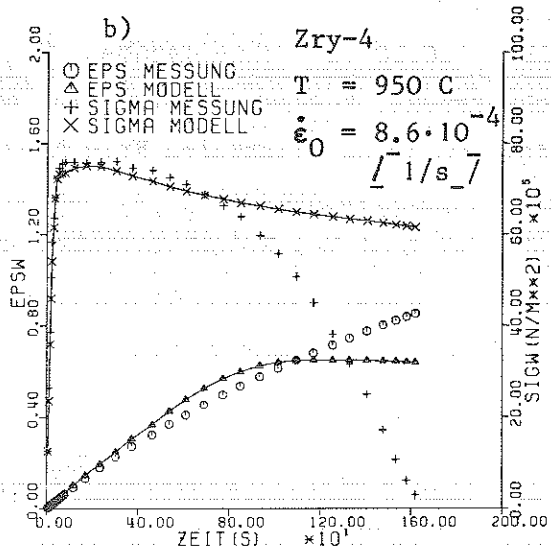 b)
Zry-4
T = 950 C
ε̇0 = 8.6·10^-4
/¯ 1/s _7
EPS MESSUNG
EPS MODELL
SIGMA MESSUNG
SIGMA MODELL
2.00
1.60
1.20
0.80
0.40
0.00
EPSW
100.00
80.00
60.00
40.00
20.00
0.00
SIGW(N/M**2) *10^5
0.00 40.00 80.00 120.00 160.00 200.00
ZEIT(S) *10^1